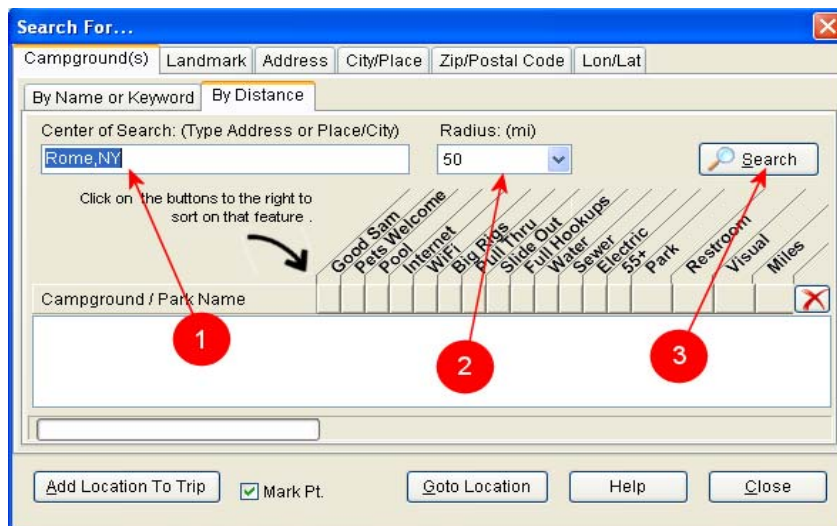 Search For...
Campground(s) Landmark Address City/Place Zip/Postal Code Lon/Lat
By Name or Keyword By Distance
Center of Search: (Type Address or Place/City) Radius: (mi)
Rome,NY 50 Search
Click on the buttons to the right to
sort on that feature .
Good Sam
Pets Welcome
Pool
Internet
WiFi
Big Rigs
Pull Thru
Slide Out
Full Hookups
Water
Sewer
Electric
55+
Park
Restroom
Visual
Miles
Campground / Park Name
1
2
3
Add Location To Trip Mark Pt. Goto Location Help Close